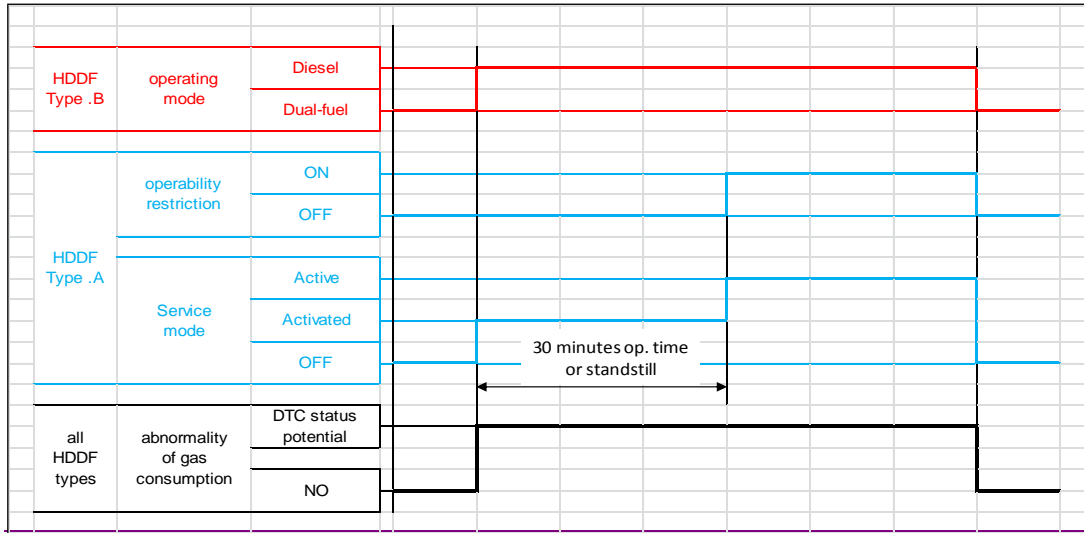 HDDF
Type .B
operating
mode
Diesel
Dual-fuel
HDDF
Type .A
operability
restriction
ON
OFF
Service
mode
Active
Activated
OFF
30 minutes op. time
or standstill
all
HDDF
types
abnormality
of gas
consumption
DTC status
potential
NO